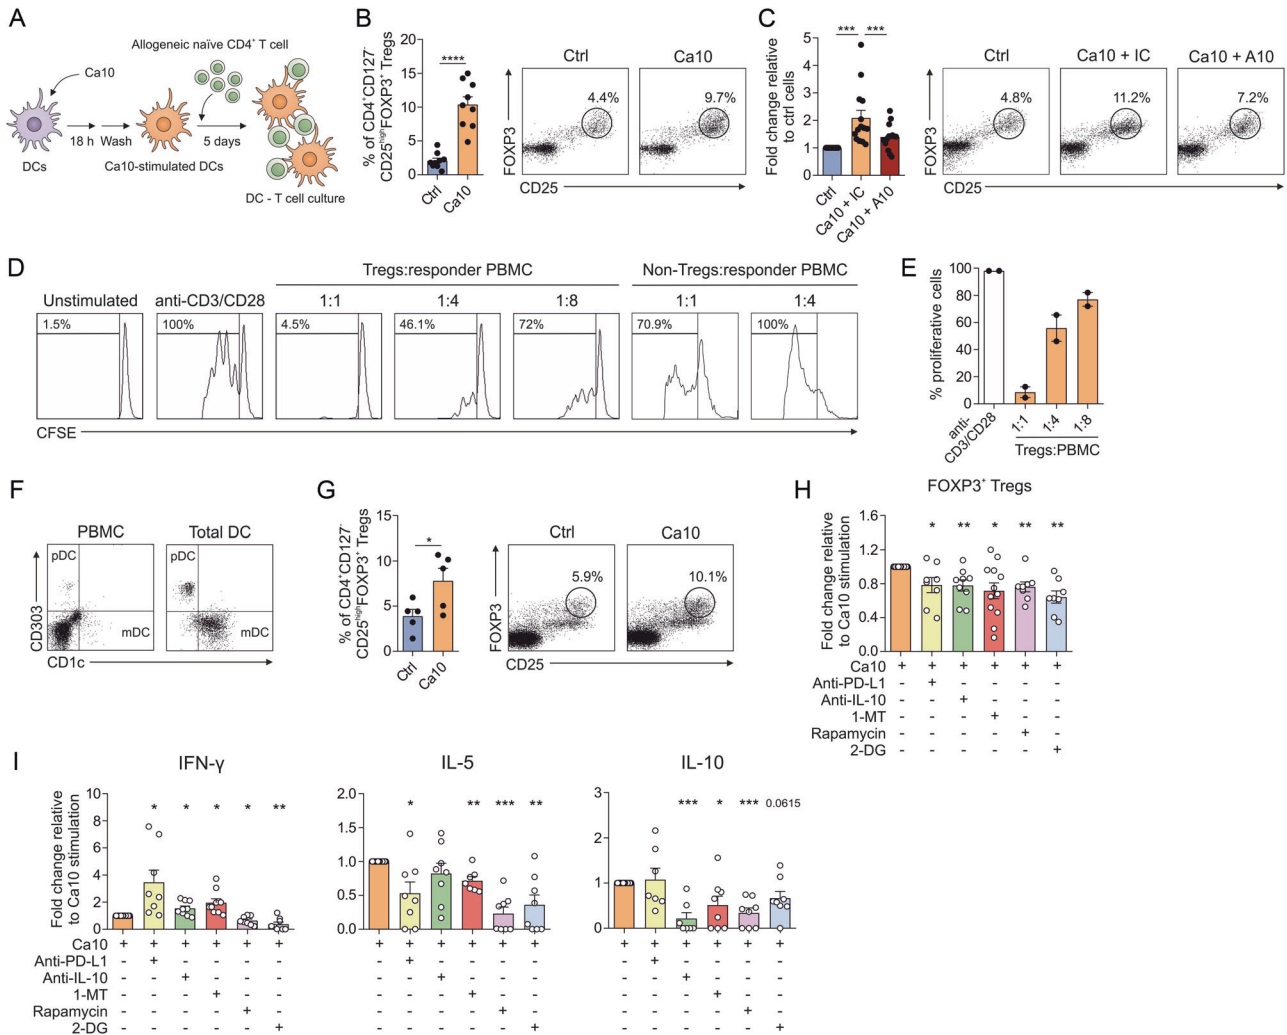 A
Allogeneic naïve CD4⁺ T cell
Ca10
18 h
Wash
5 days
DCs
Ca10-stimulated DCs
DC - T cell culture
B
% of CD4⁺CD127⁻
CD25ʰⁱᵍʰFOXP3⁺ Tregs
20
15
10
5
0
****
Ctrl
Ca10
Ctrl
Ca10
4.4%
9.7%
FOXP3
CD25
C
Fold change relative
to ctrl cells
5
4
3
2
1
0
***
***
Ctrl
Ca10 + IC
Ca10 + A10
Ctrl
Ca10 + IC
Ca10 + A10
4.8%
11.2%
7.2%
FOXP3
CD25
D
Tregs:responder PBMC
Non-Tregs:responder PBMC
Unstimulated
anti-CD3/CD28
1:1
1:4
1:8
1:1
1:4
1.5%
100%
4.5%
46.1%
72%
70.9%
100%
CFSE
E
% proliferative cells
100
80
60
40
20
0
anti-
CD3/CD28
1:1
1:4
1:8
Tregs:PBMC
F
PBMC
Total DC
pDC
mDC
pDC
mDC
CD303
CD1c
G
% of CD4⁺CD127⁻
CD25ʰⁱᵍʰFOXP3⁺ Tregs
15
10
5
0
*
Ctrl
Ca10
Ctrl
Ca10
5.9%
10.1%
FOXP3
CD25
H
FOXP3⁺ Tregs
Fold change relative
to Ca10 stimulation
1.6
1.2
0.8
0.4
0.0
* ** * ** **
Ca10 + + + + + +
Anti-PD-L1 - + - - - -
Anti-IL-10 - - + - - -
1-MT - - - + - -
Rapamycin - - - - + -
2-DG - - - - - +
I
IFN-γ
Fold change relative
to Ca10 stimulation
10
8
6
4
2
0
* * * * **
Ca10 + + + + + +
Anti-PD-L1 - + - - - -
Anti-IL-10 - - + - - -
1-MT - - - + - -
Rapamycin - - - - + -
2-DG - - - - - +
IL-5
2.0
1.5
1.0
0.5
0.0
* ** *** **
+ + + + + +
- + - - - -
- - + - - -
- - - + - -
- - - - + -
- - - - - +
IL-10
3
2
1
0
*** * *** 0.0615
+ + + + + +
- + - - - -
- - + - - -
- - - + - -
- - - - + -
- - - - - +